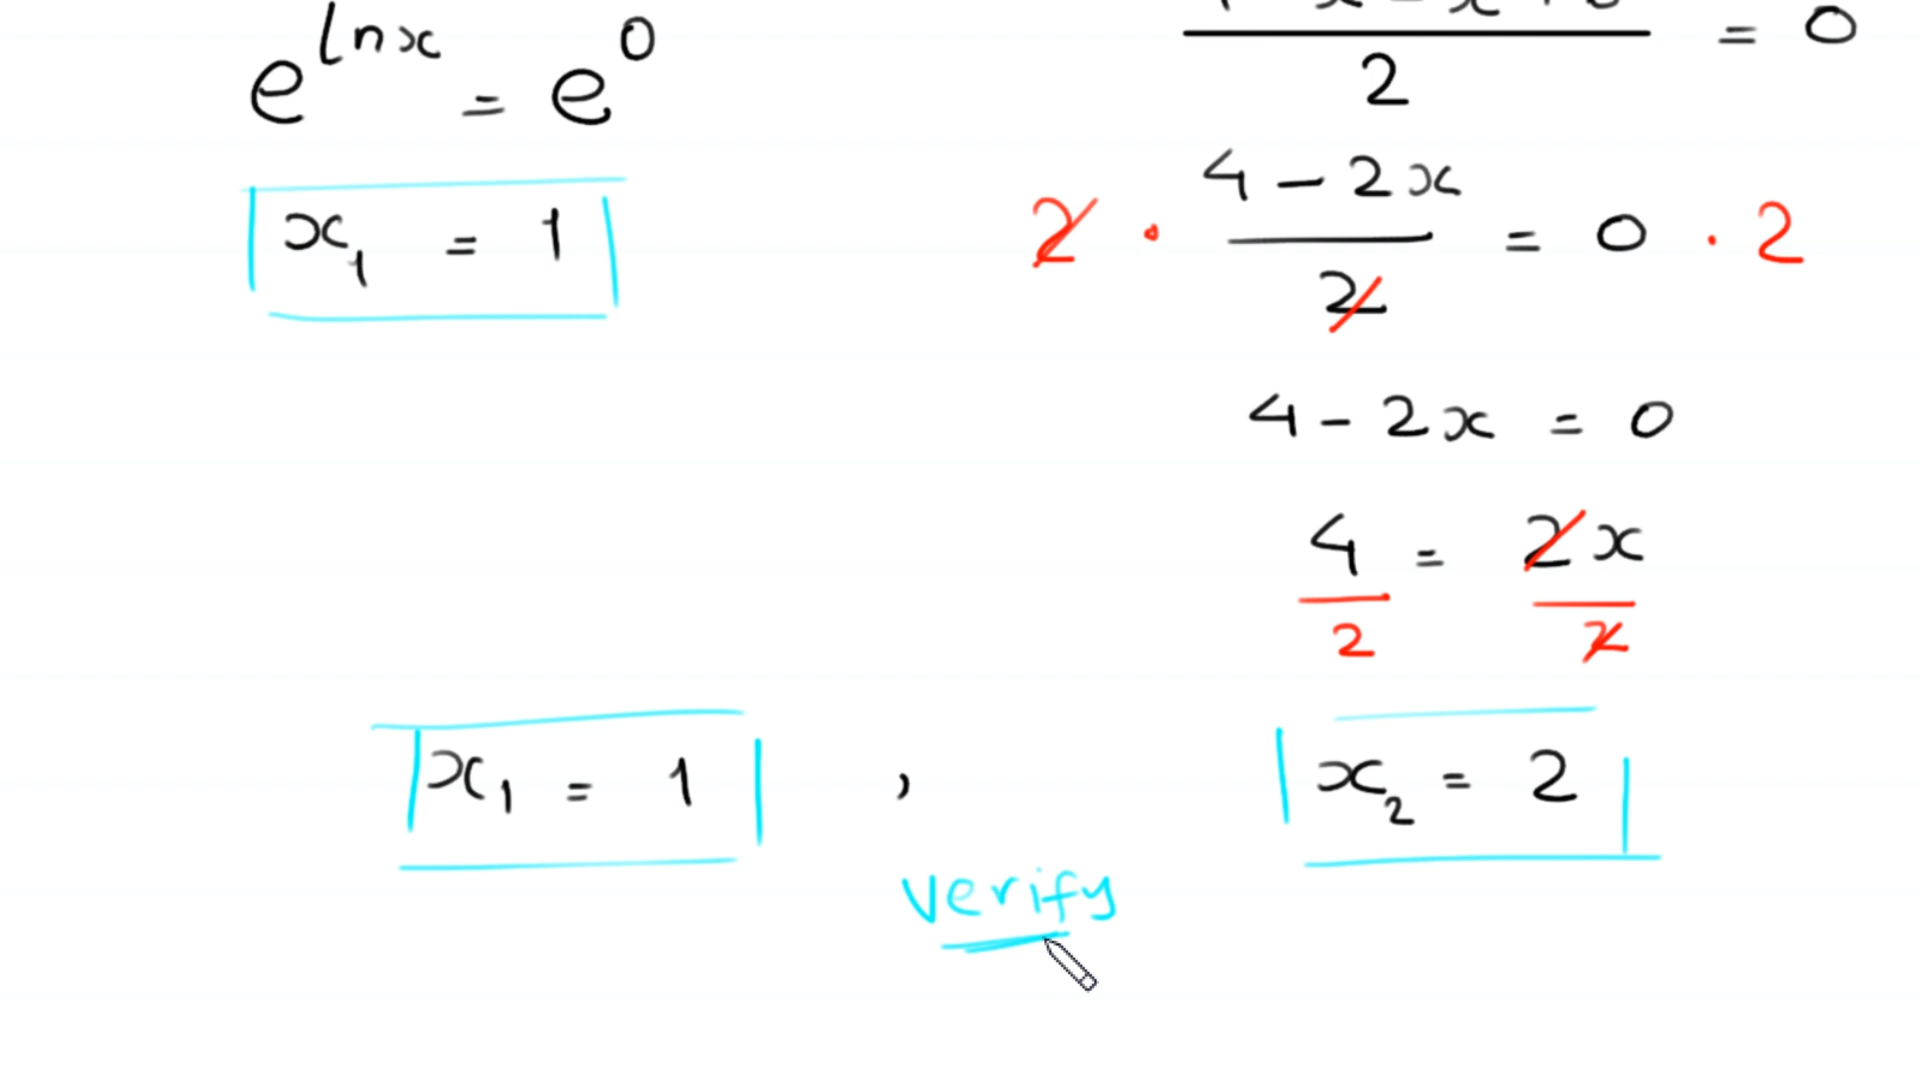 e^{ln x} = e^0
x₁ = 1
2 = 0
2 · (4 - 2x)/2 = 0 · 2
4 - 2x = 0
4/2 = 2x/2
x₁ = 1 , x₂ = 2
verify